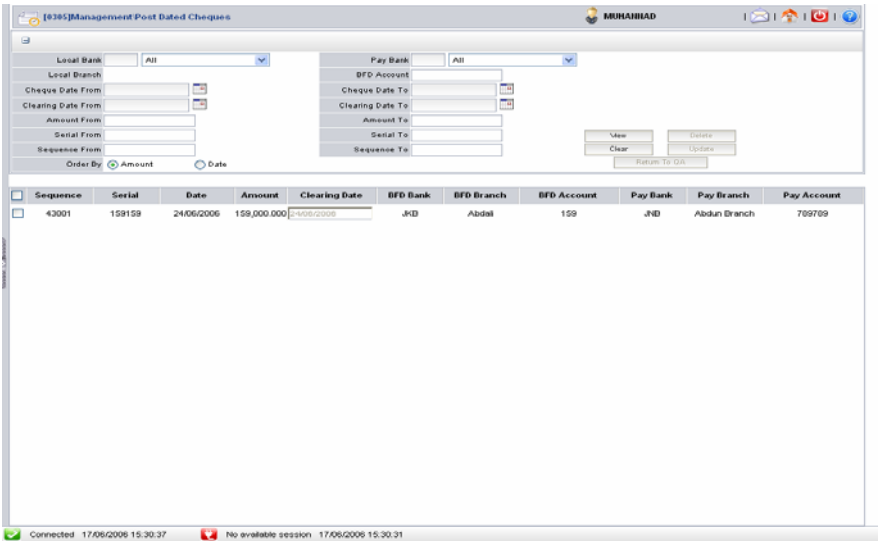 [0305]Management\Post Dated Cheques MUHANNAD
Local Bank All Pay Bank All
Local Branch BFD Account
Cheque Date From Cheque Date To
Clearing Date From Clearing Date To
Amount From Amount To
Serial From Serial To View Delete
Sequence From Sequence To Clear Update
Order By Amount Date Return To QA
Sequence Serial Date Amount Clearing Date BFD Bank BFD Branch BFD Account Pay Bank Pay Branch Pay Account
43001 159159 24/06/2006 159,000.000 24/06/2006 JKB Abdali 159 JNB Abdun Branch 789789
Connected 17/06/2006 15:30:37 No available session 17/06/2006 15:30:31